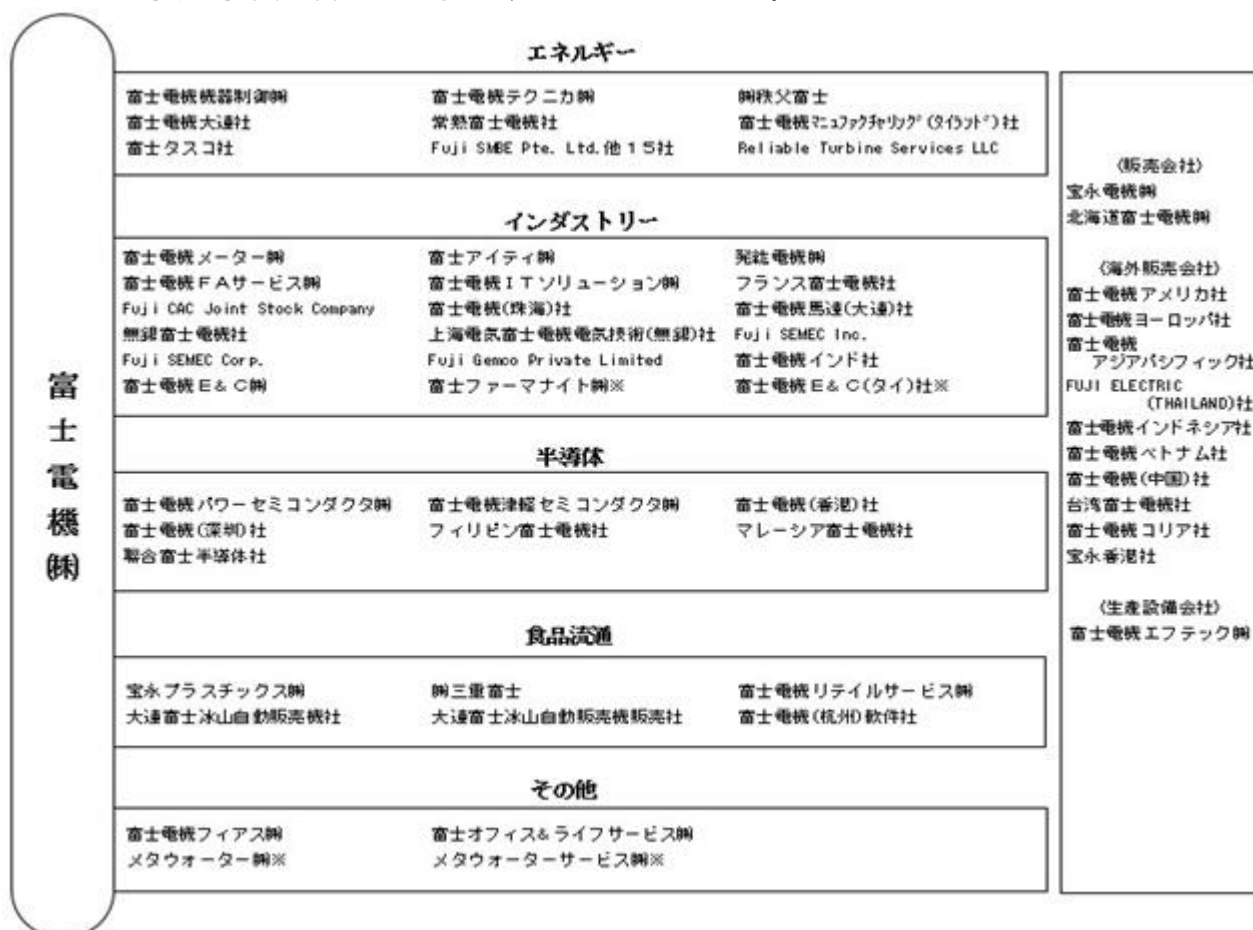 富士電機㈱
エネルギー
富士電機機器制御㈱ 富士電機テクニカ㈱ ㈱秩父富士
富士電機大連社 常熟富士電機社 富士電機ﾏﾆｭﾌｧｸﾁｬﾘﾝｸﾞ(ﾀｲﾗﾝﾄﾞ)社
富士タスコ社 Fuji SMBE Pte. Ltd.他15社 Reliable Turbine Services LLC
インダストリー
富士電機メーター㈱ 富士アイティ㈱ 発紘電機㈱
富士電機FAサービス㈱ 富士電機ITソリューション㈱ フランス富士電機社
Fuji CAC Joint Stock Company 富士電機(珠海)社 富士電機馬達(大連)社
無錫富士電機社 上海電気富士電機電気技術(無錫)社 Fuji SEMEC Inc.
Fuji SEMEC Corp. Fuji Gemco Private Limited 富士電機インド社
富士電機E&C㈱ 富士ファーマナイト㈱※ 富士電機E&C(タイ)社※
半導体
富士電機パワーセミコンダクタ㈱ 富士電機津軽セミコンダクタ㈱ 富士電機(香港)社
富士電機(深圳)社 フィリピン富士電機社 マレーシア富士電機社
聯合富士半導体社
食品流通
宝永プラスチックス㈱ ㈱三重富士 富士電機リテイルサービス㈱
大連富士冰山自動販売機社 大連富士冰山自動販売機販売社 富士電機(杭州)軟件社
その他
富士電機フィアス㈱ 富士オフィス&ライフサービス㈱
メタウォーター㈱※ メタウォーターサービス㈱※
〈販売会社〉
宝永電機㈱
北海道富士電機㈱
〈海外販売会社〉
富士電機アメリカ社
富士電機ヨーロッパ社
富士電機
アジアパシフィック社
FUJI ELECTRIC
(THAILAND)社
富士電機インドネシア社
富士電機ベトナム社
富士電機(中国)社
台湾富士電機社
富士電機コリア社
宝永香港社
〈生産設備会社〉
富士電機エフテック㈱